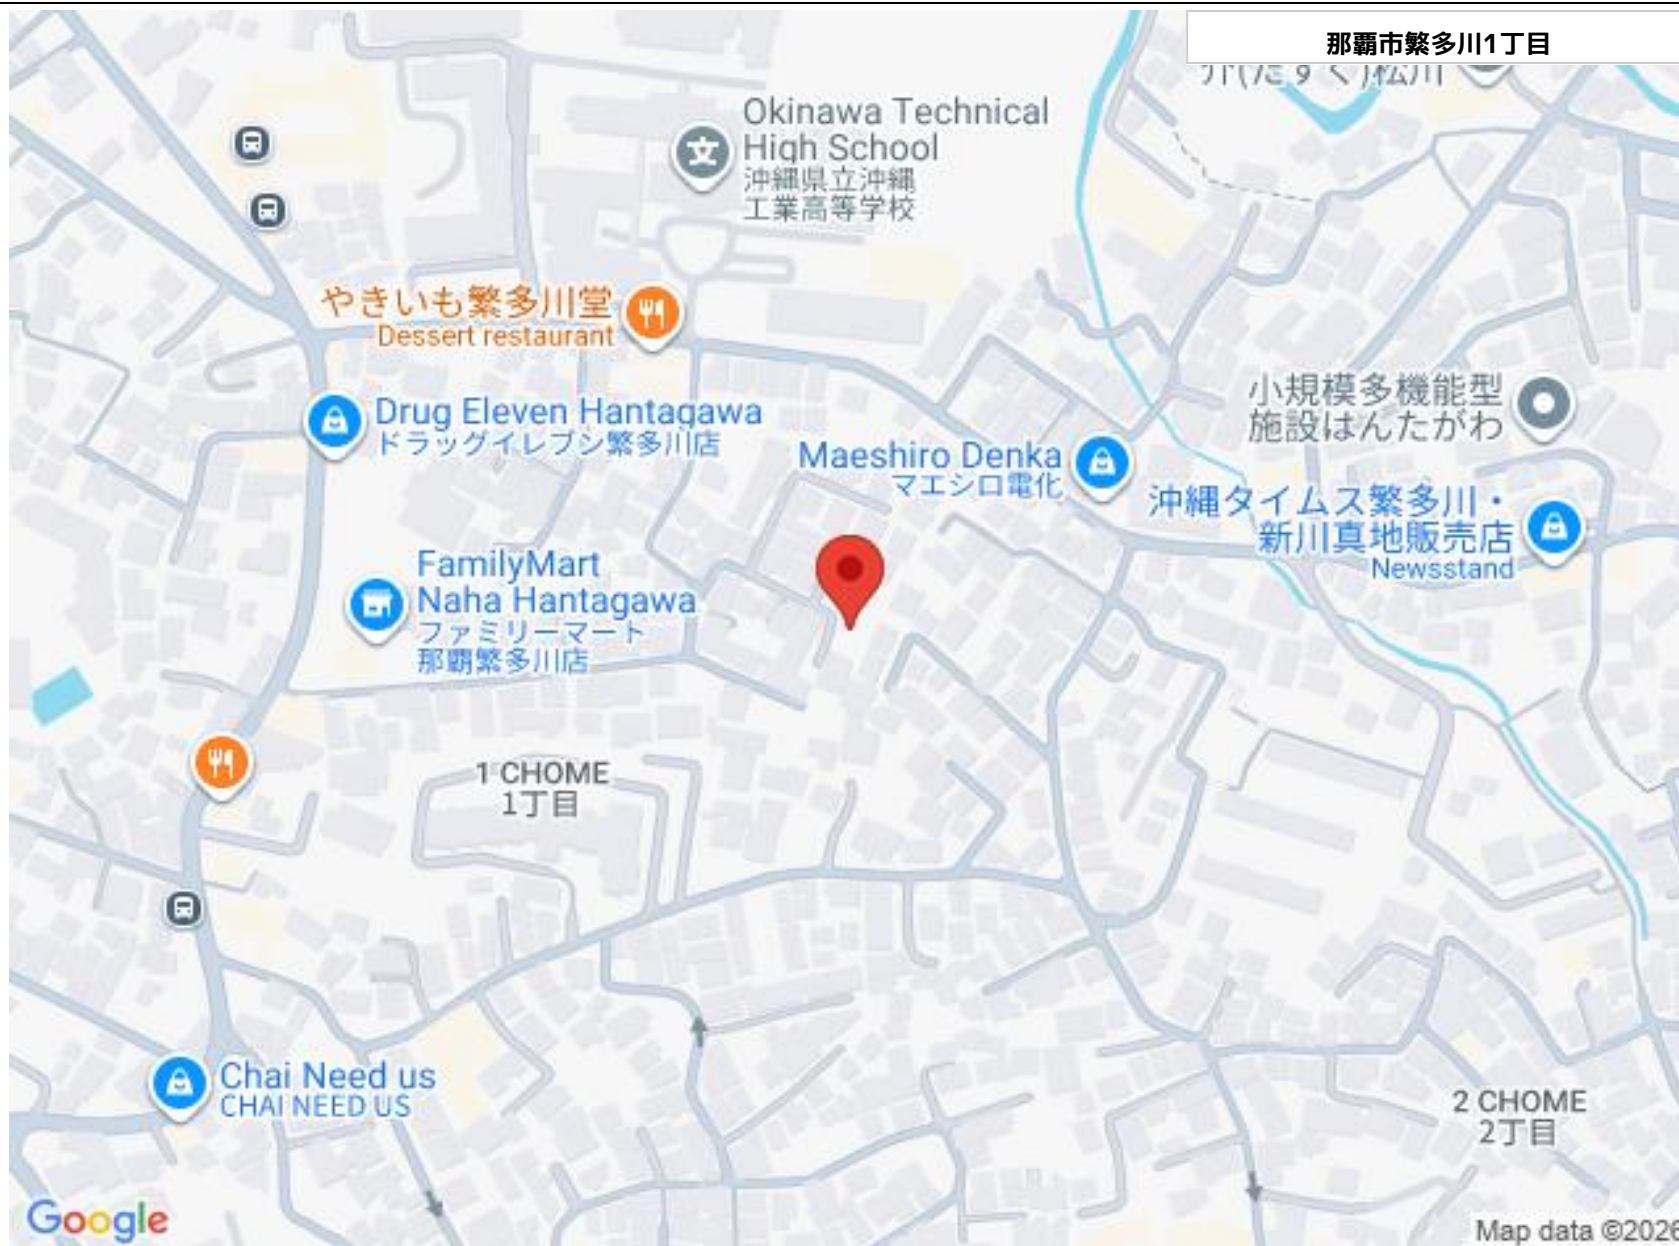 那覇市繁多川1丁目
介(たすく)松川
Okinawa Technical
High School
沖縄県立沖縄
工業高等学校
やきいも繁多川堂
Dessert restaurant
Drug Eleven Hantagawa
ドラッグイレブン繁多川店
小規模多機能型
施設はんたがわ
Maeshiro Denka
マエシロ電化
沖縄タイムス繁多川・
新川真地販売店
Newsstand
FamilyMart
Naha Hantagawa
ファミリーマート
那覇繁多川店
1 CHOME
1丁目
Chai Need us
CHAI NEED US
2 CHOME
2丁目
Google
Map data ©2026